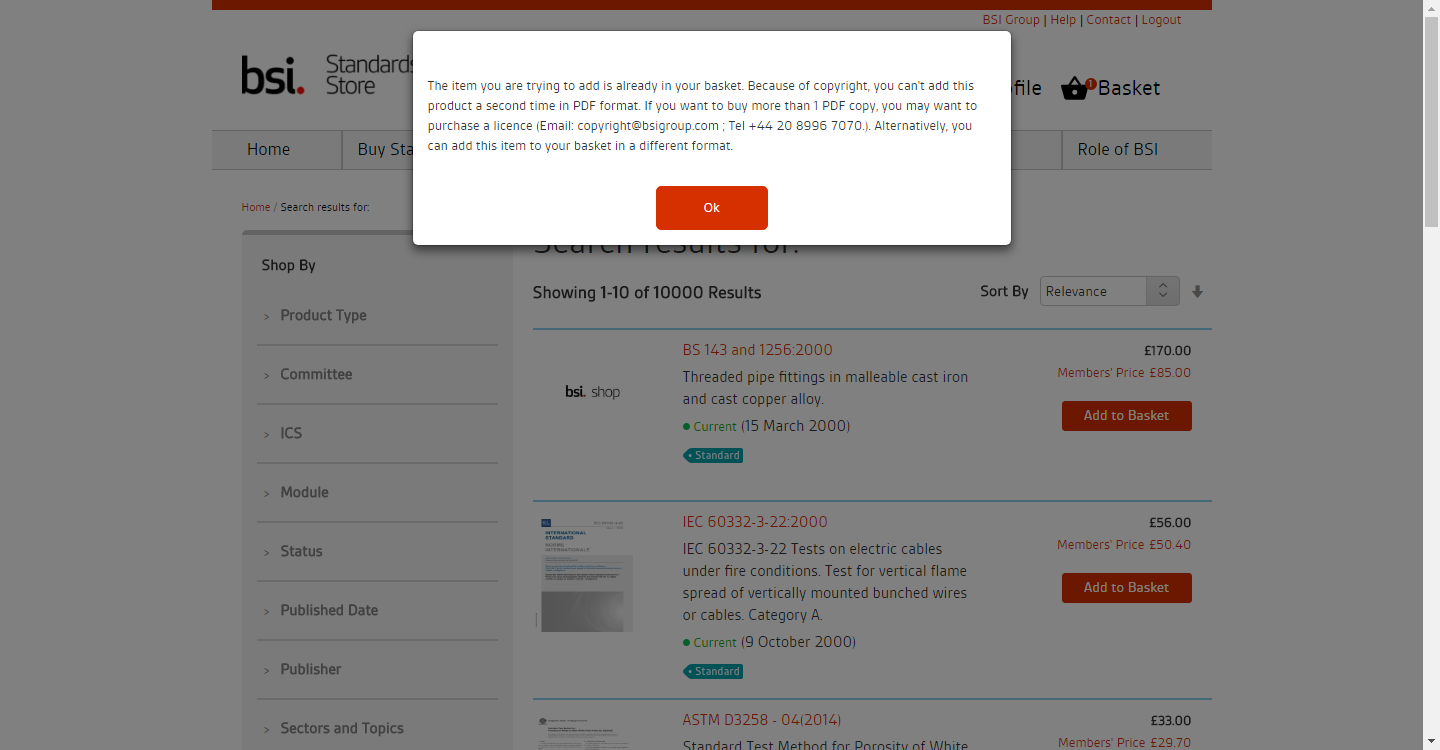 BSI Group | Help | Contact | Logout
bsi. Standards
Store
ofile
1
Basket
The item you are trying to add is already in your basket. Because of copyright, you can't add this
product a second time in PDF format. If you want to buy more than 1 PDF copy, you may want to
purchase a licence (Email: copyright@bsigroup.com ; Tel +44 20 8996 7070.). Alternatively, you
can add this item to your basket in a different format.
Ok
Home
Buy Sta
Role of BSI
Home / Search results for:
Search results for:
Shop By
> Product Type
> Committee
> ICS
> Module
> Status
> Published Date
> Publisher
> Sectors and Topics
Showing 1-10 of 10000 Results
Sort By Relevance
bsi. shop
BS 143 and 1256:2000
Threaded pipe fittings in malleable cast iron
and cast copper alloy.
Current (15 March 2000)
Standard
£170.00
Members' Price £85.00
Add to Basket
INTERNATIONAL
STANDARD
NORME
INTERNATIONALE
IEC 60332-3-22:2000
IEC 60332-3-22 Tests on electric cables
under fire conditions. Test for vertical flame
spread of vertically mounted bunched wires
or cables. Category A.
Current (9 October 2000)
Standard
£56.00
Members' Price £50.40
Add to Basket
ASTM D3258 - 04(2014)
Standard Test Method for Porosity of White
£33.00
Members' Price £29.70